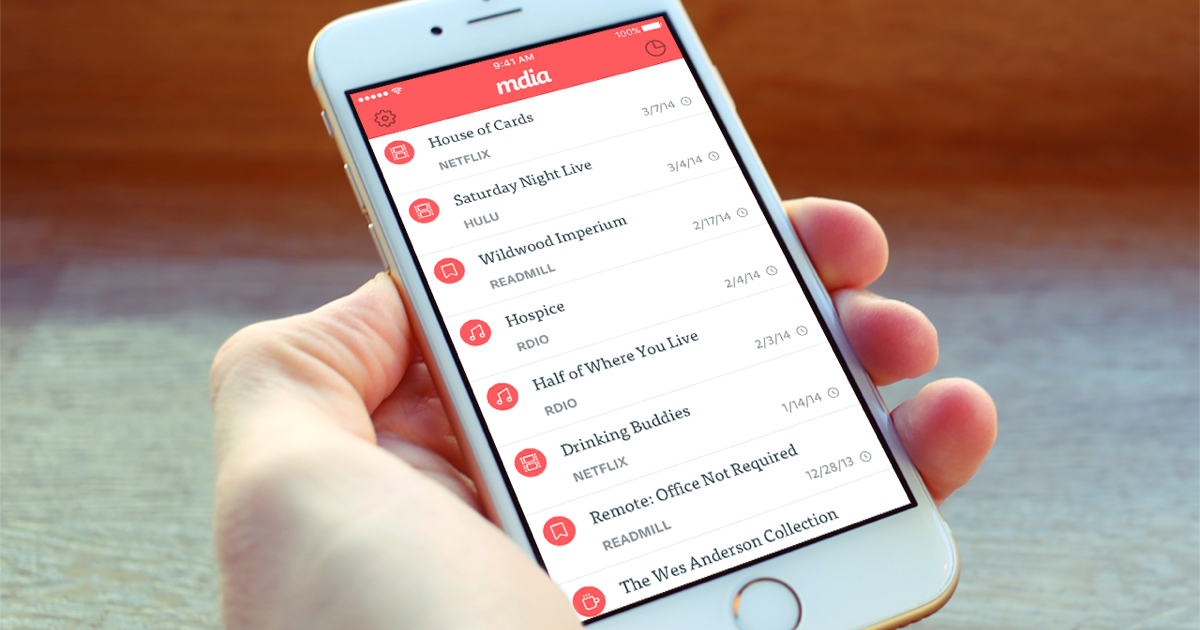 100%
9:41 AM
mdia
House of Cards
3/7/14
NETFLIX
Saturday Night Live
3/4/14
HULU
Wildwood Imperium
2/17/14
READMILL
Hospice
2/4/14
RDIO
Half of Where You Live
2/3/14
RDIO
Drinking Buddies
1/14/14
NETFLIX
Remote: Office Not Required
12/28/13
READMILL
The Wes Anderson Collection